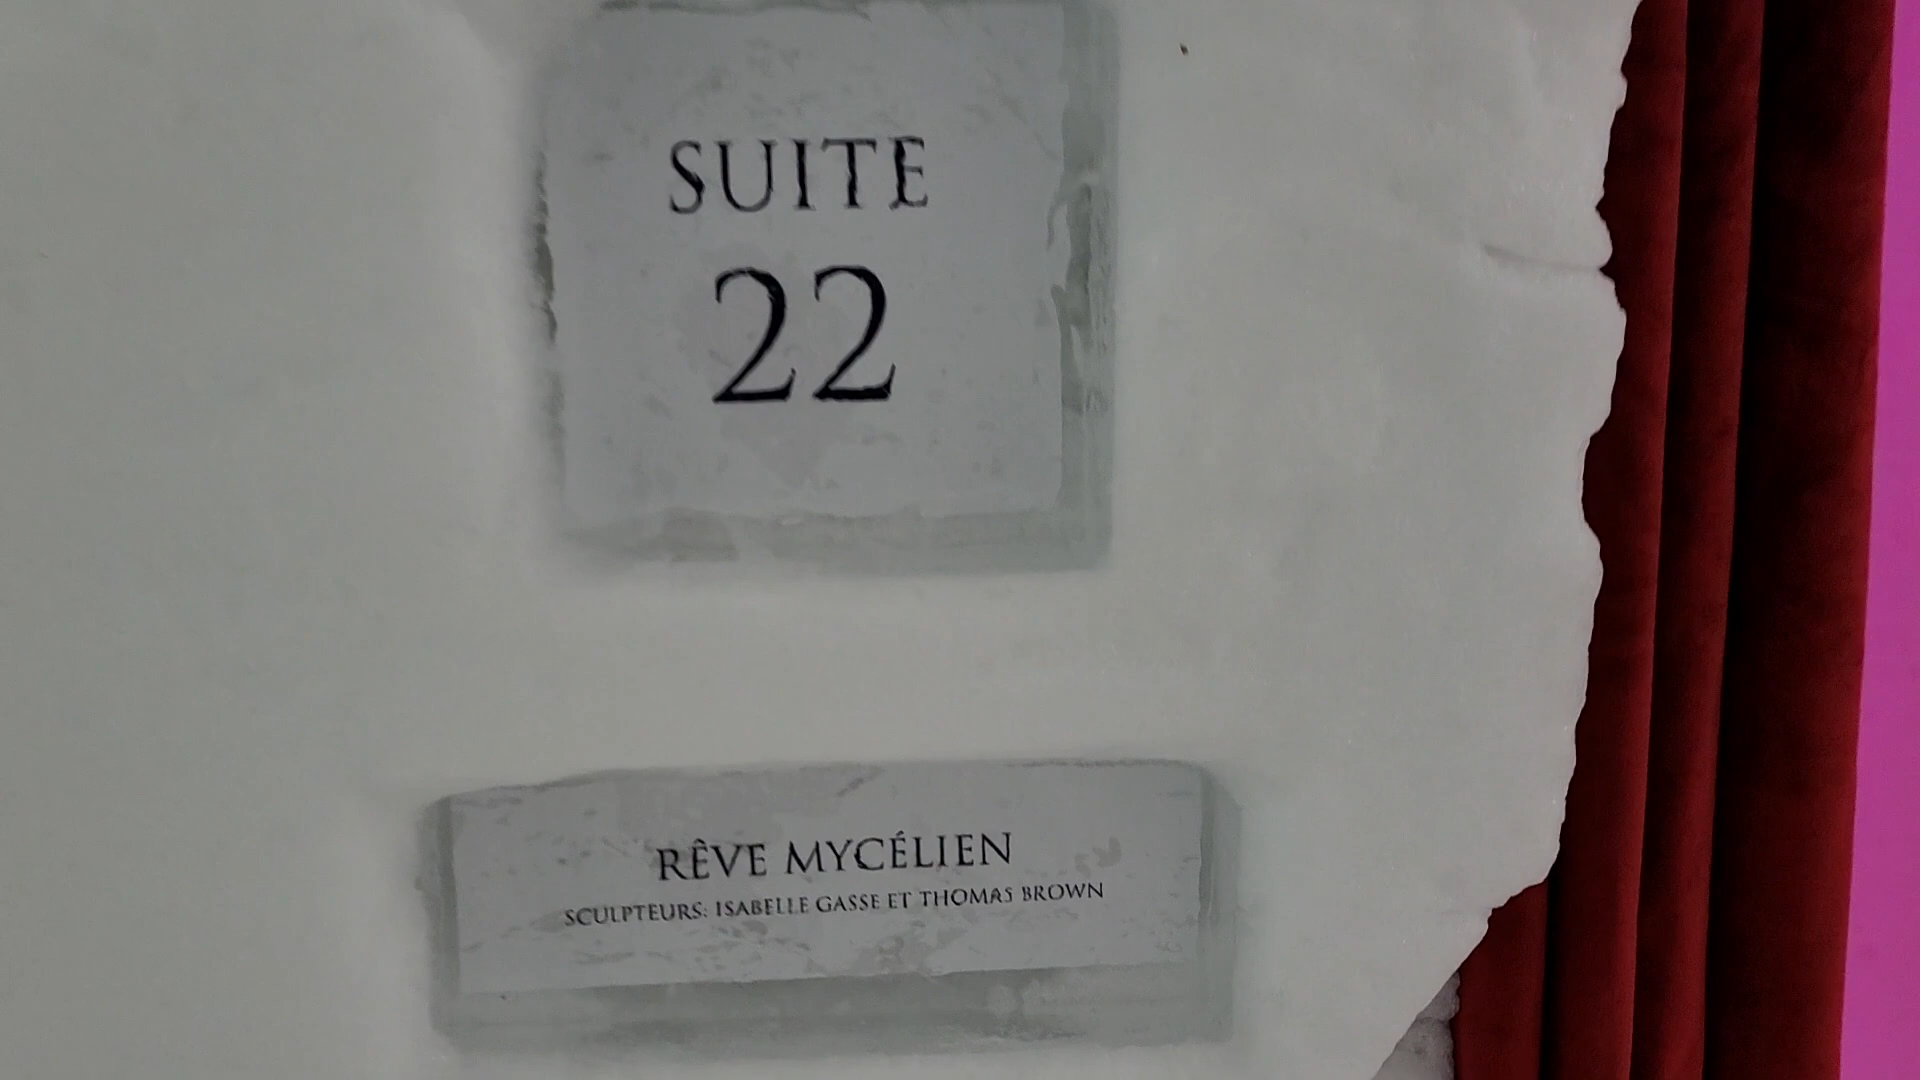 SUITE
22
RÊVE MYCÉLIEN
SCULPTEURS: ISABELLE GASSE ET THOMAS BROWN